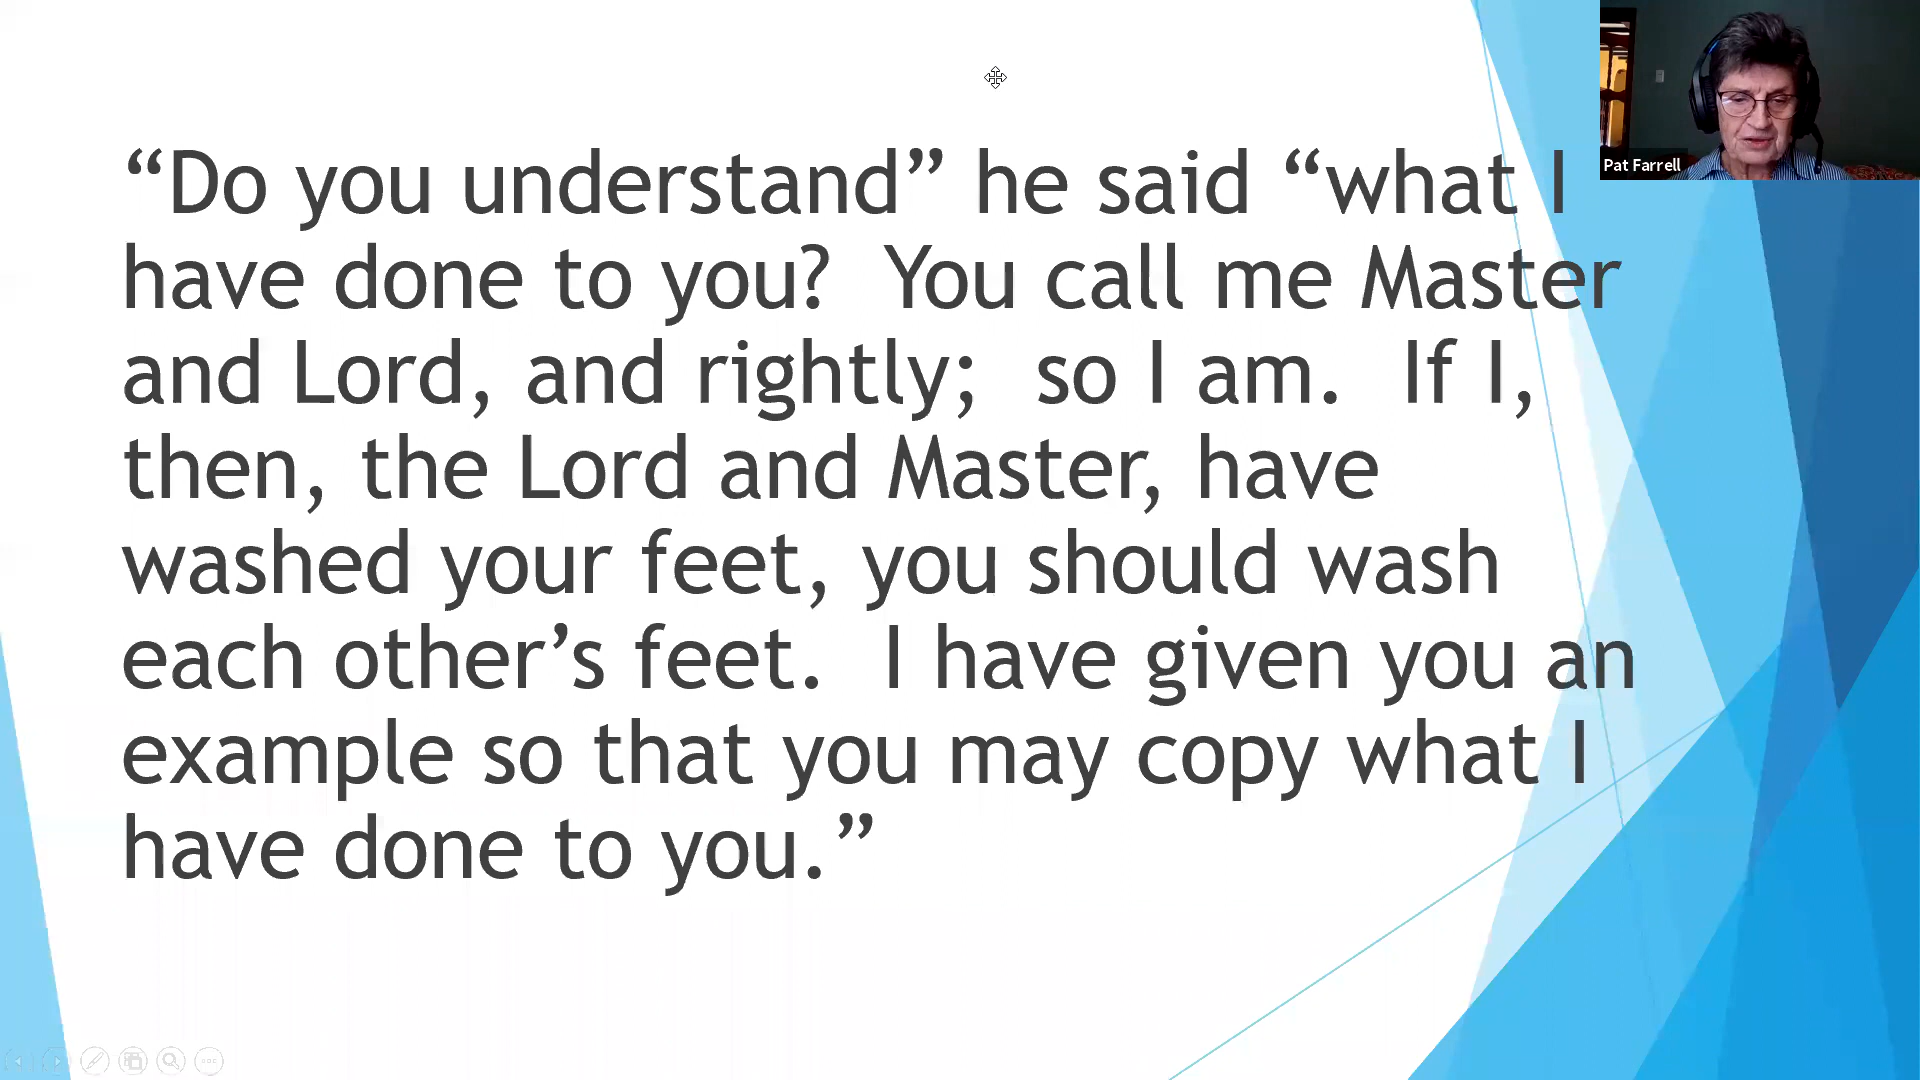 “Do you understand” he said “what I
have done to you?  You call me Master
and Lord, and rightly;  so I am.  If I,
then, the Lord and Master, have
washed your feet, you should wash
each other’s feet.  I have given you an
example so that you may copy what I
have done to you.”
Pat Farrell